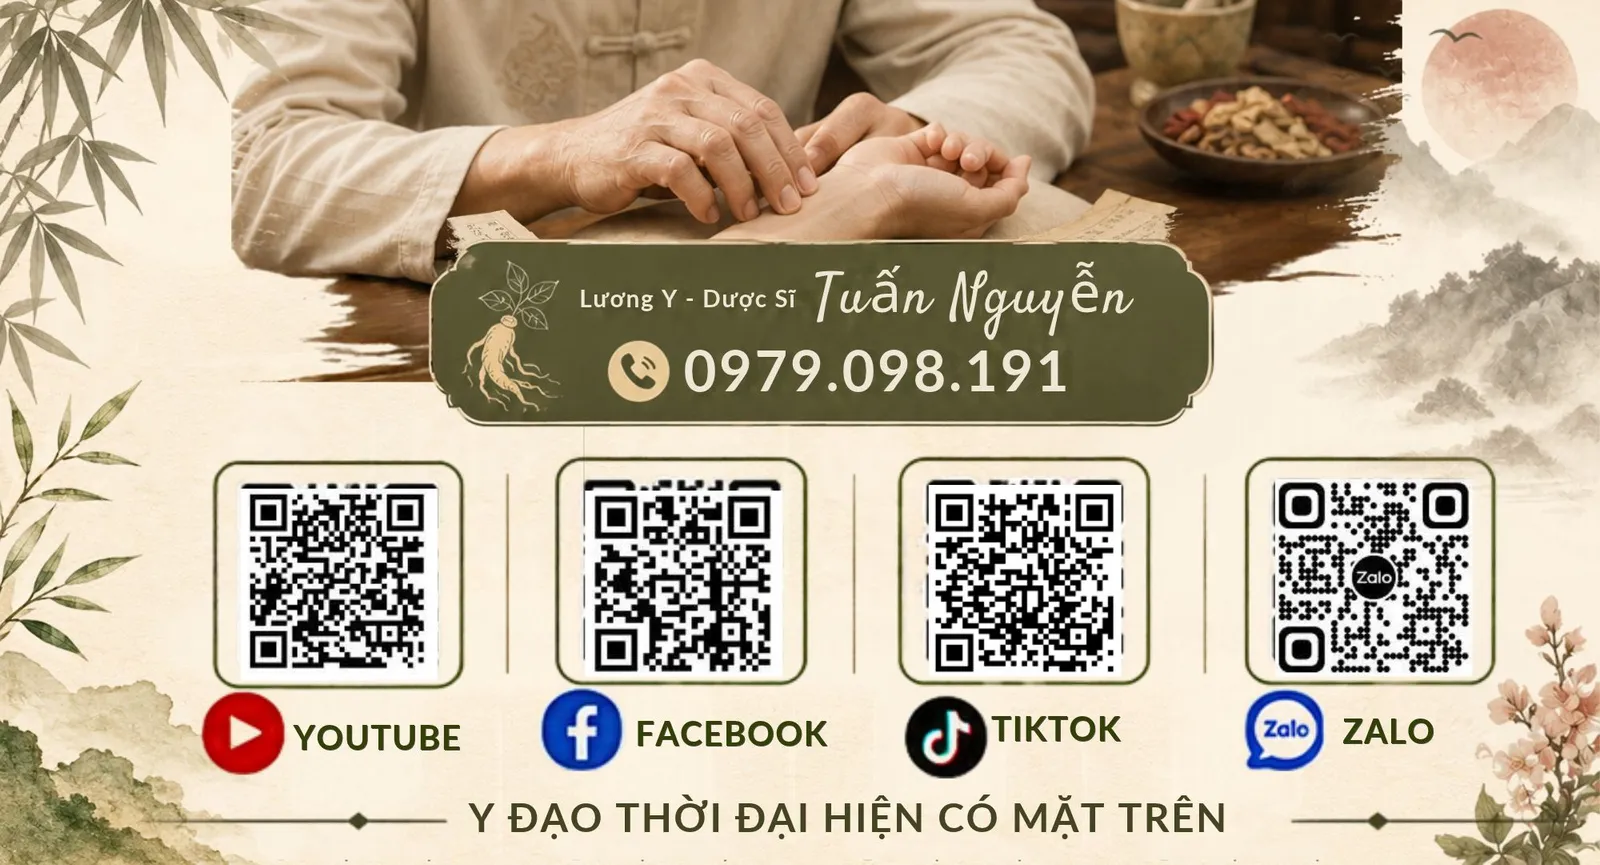 Lương Y - Dược Sĩ Tuấn Nguyễn
0979.098.191
Zalo
YOUTUBE
FACEBOOK
TIKTOK
Zalo
ZALO
Y ĐẠO THỜI ĐẠI HIỆN CÓ MẶT TRÊN